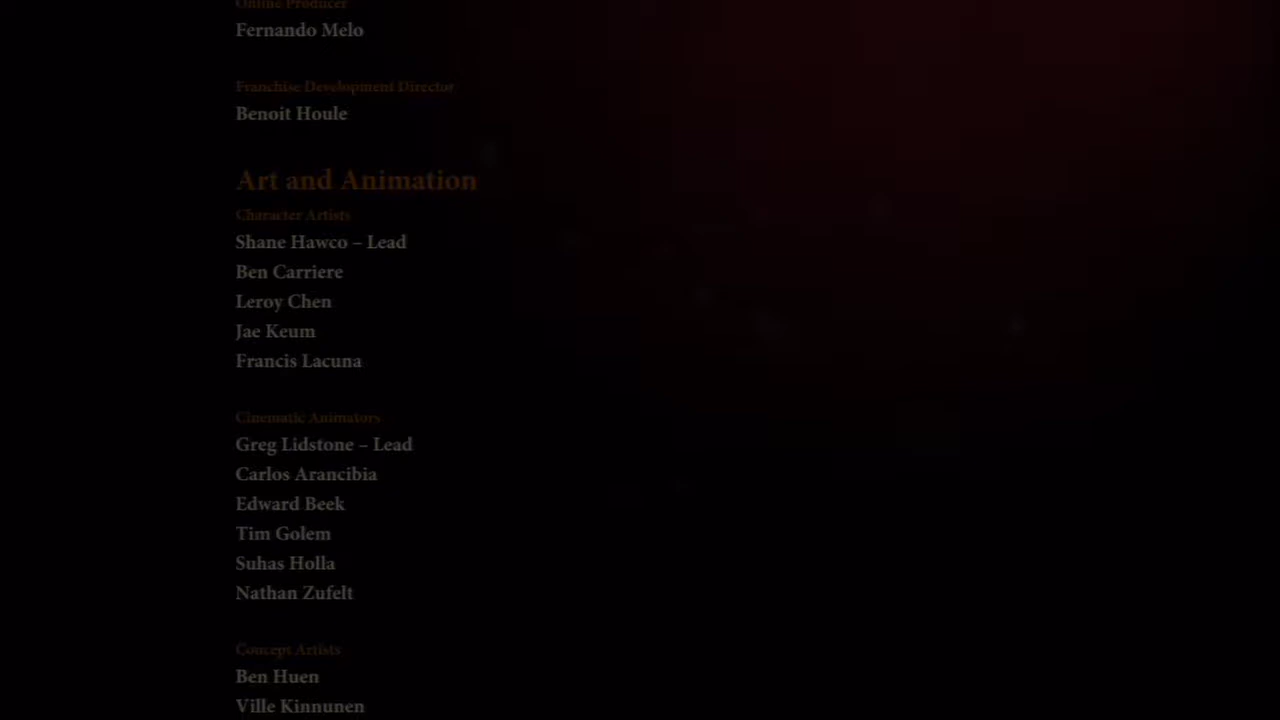 Online Producer
Fernando Melo
Franchise Development Director
Benoit Houle
Art and Animation
Character Artists
Shane Hawco – Lead
Ben Carriere
Leroy Chen
Jae Keum
Francis Lacuna
Cinematic Animators
Greg Lidstone – Lead
Carlos Arancibia
Edward Beek
Tim Golem
Suhas Holla
Nathan Zufelt
Concept Artists
Ben Huen
Ville Kinnunen